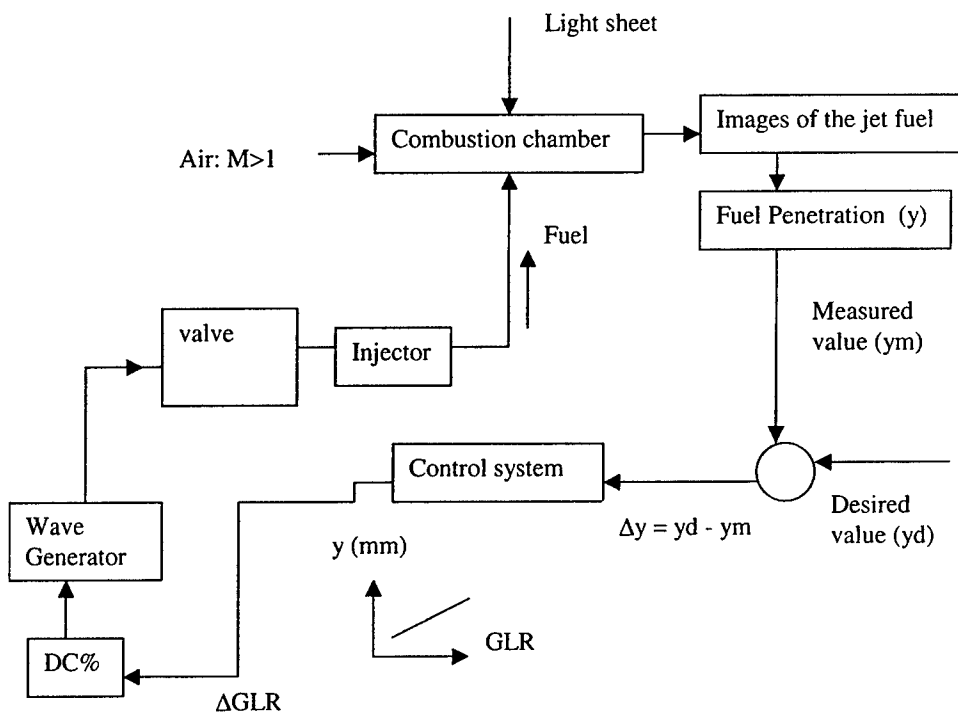 Light sheet
Combustion chamber
Images of the jet fuel
Air: M>1
Fuel Penetration (y)
Fuel
Measured
value (ym)
valve
Injector
Control system
Desired
value (yd)
Δy = yd - ym
Wave
Generator
y (mm)
GLR
DC%
ΔGLR